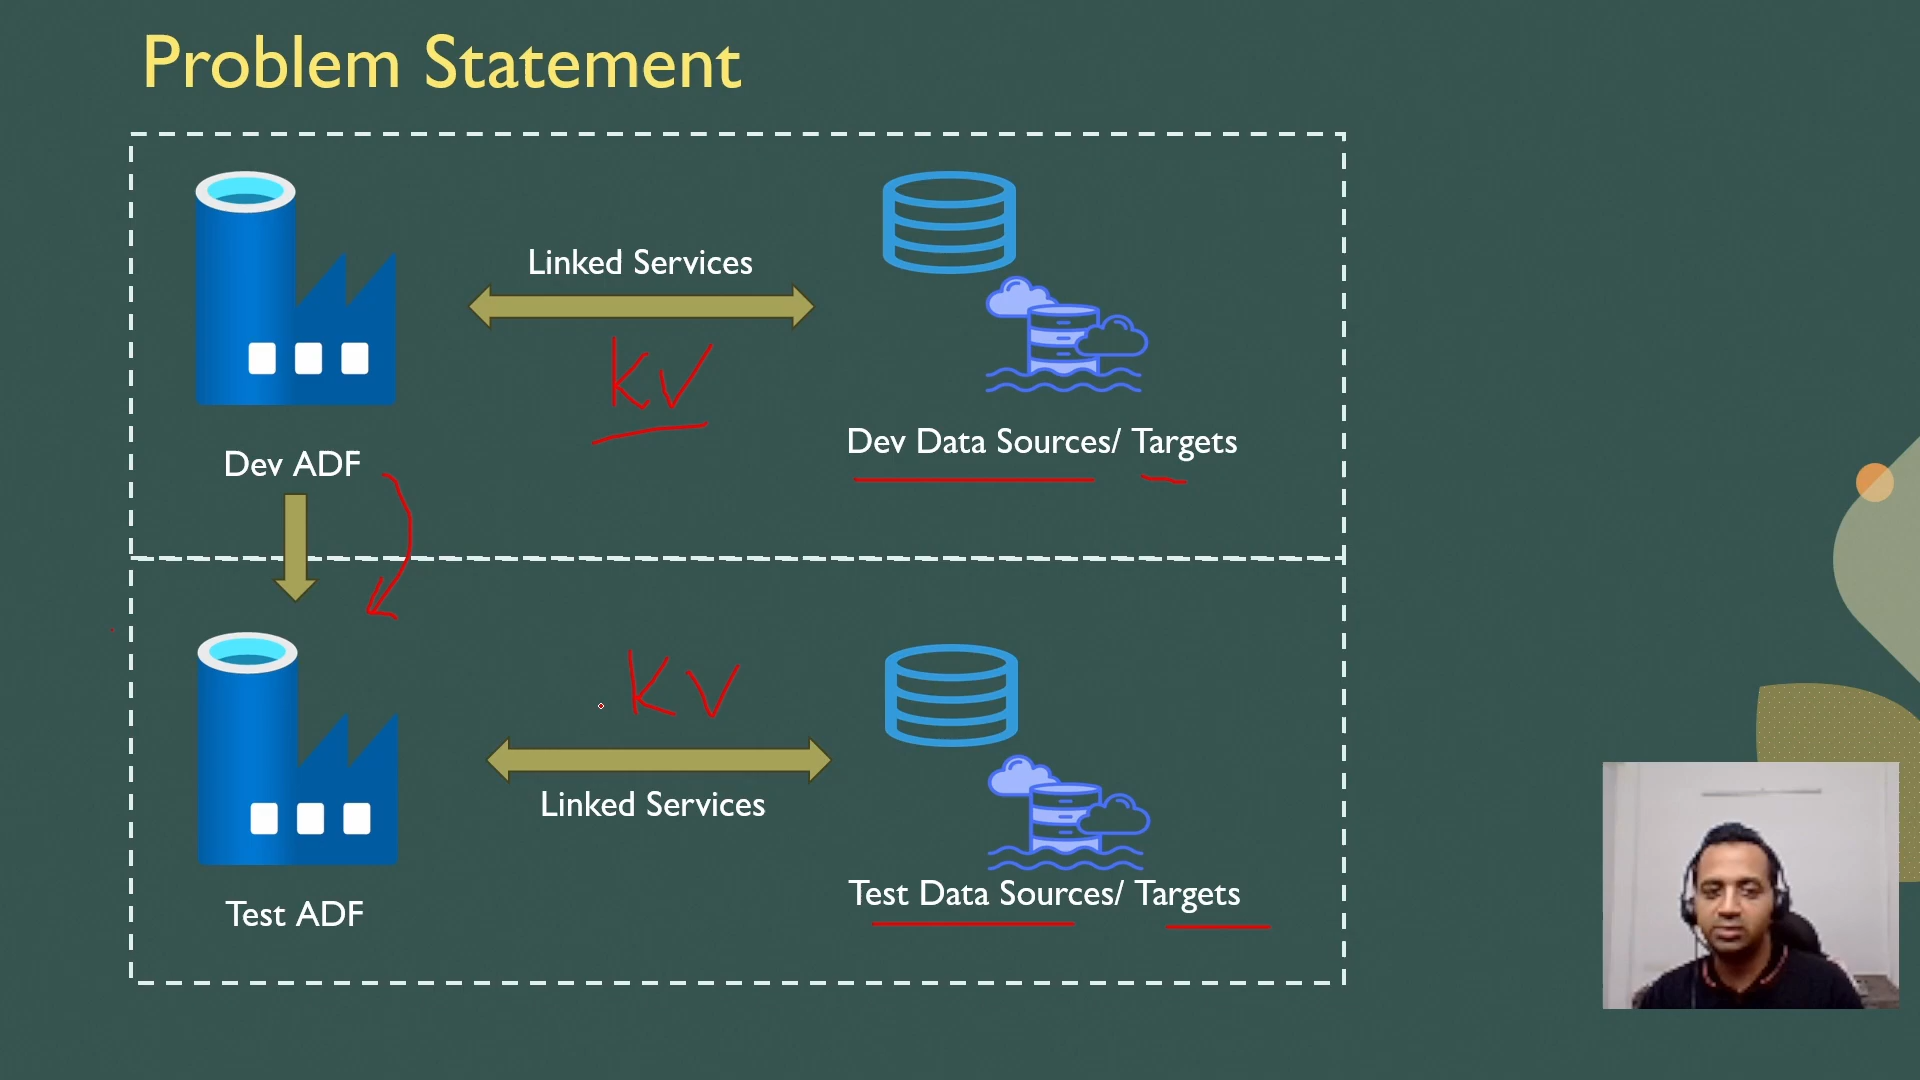 Problem Statement
Linked Services
KV
Dev Data Sources/ Targets
Dev ADF
KV
Linked Services
Test Data Sources/ Targets
Test ADF